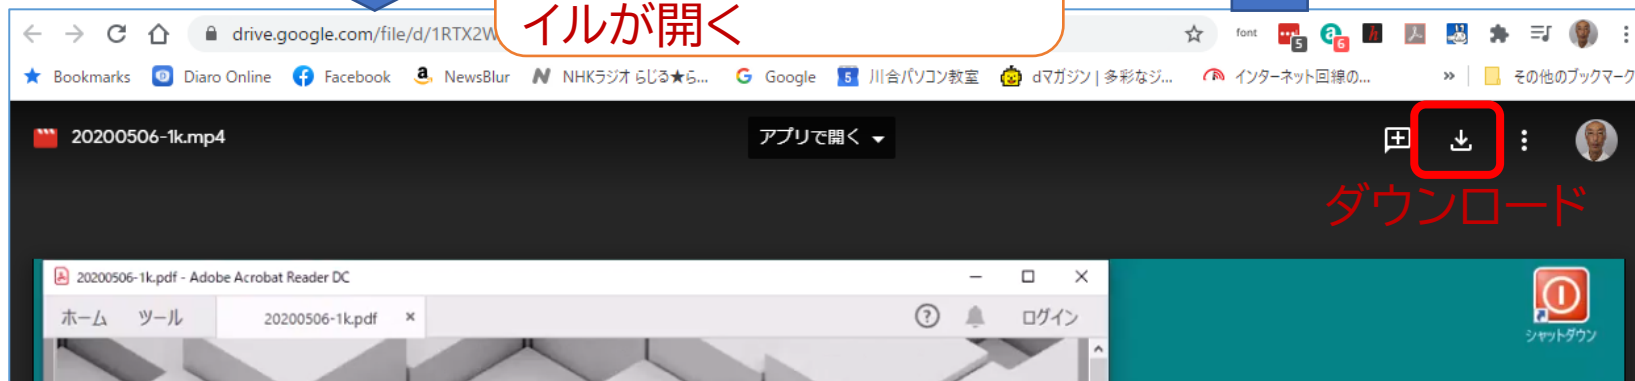 イルが開く
drive.google.com/file/d/1RTX2W
font
5
6
Bookmarks Diaro Online Facebook NewsBlur NHKラジオ らじる★ら... Google 5 川合パソコン教室 dマガジン | 多彩なジ... インターネット回線の... » その他のブックマーク
20200506-1k.mp4 アプリで開く
ダウンロード
20200506-1k.pdf - Adobe Acrobat Reader DC
ホーム ツール 20200506-1k.pdf × ? ログイン
シャットダウン